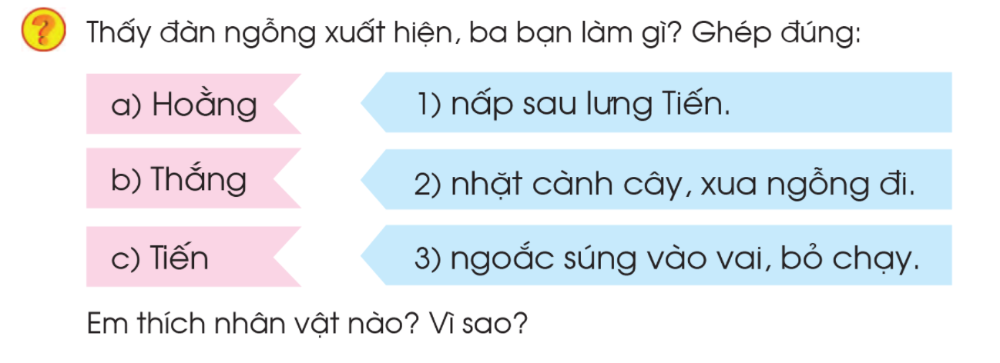 ?
Thấy đàn ngỗng xuất hiện, ba bạn làm gì? Ghép đúng:
a) Hoằng
1) nấp sau lưng Tiến.
b) Thắng
2) nhặt cành cây, xua ngỗng đi.
c) Tiến
3) ngoắc súng vào vai, bỏ chạy.
Em thích nhân vật nào? Vì sao?